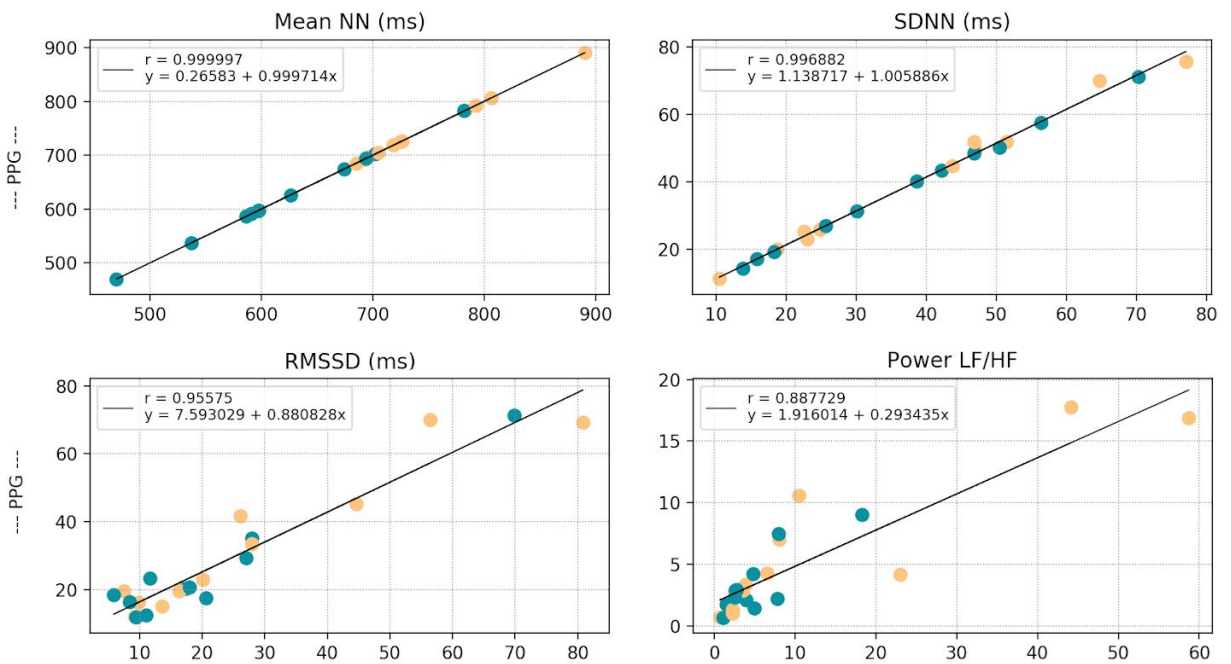 Mean NN (ms)
r = 0.999997
y = 0.26583 + 0.999714x
900
800
700
600
500
--- PPG ---
500 600 700 800 900
SDNN (ms)
r = 0.996882
y = 1.138717 + 1.005886x
80
60
40
20
10 20 30 40 50 60 70 80
RMSSD (ms)
r = 0.95575
y = 7.593029 + 0.880828x
80
60
40
20
--- PPG ---
10 20 30 40 50 60 70 80
Power LF/HF
r = 0.887729
y = 1.916014 + 0.293435x
20
15
10
5
0
0 10 20 30 40 50 60